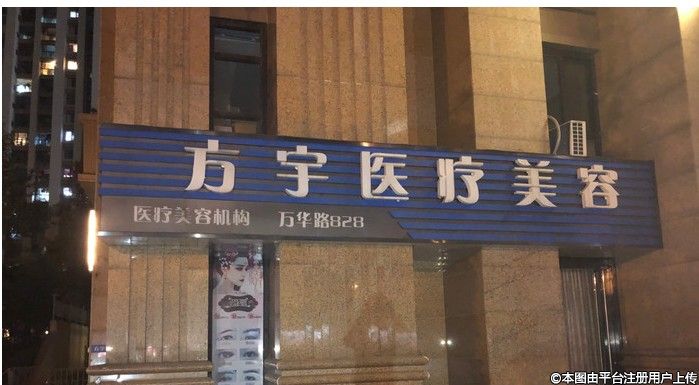 方宇医疗美容
医疗美容机构 万华路828
©本图由平台注册用户上传